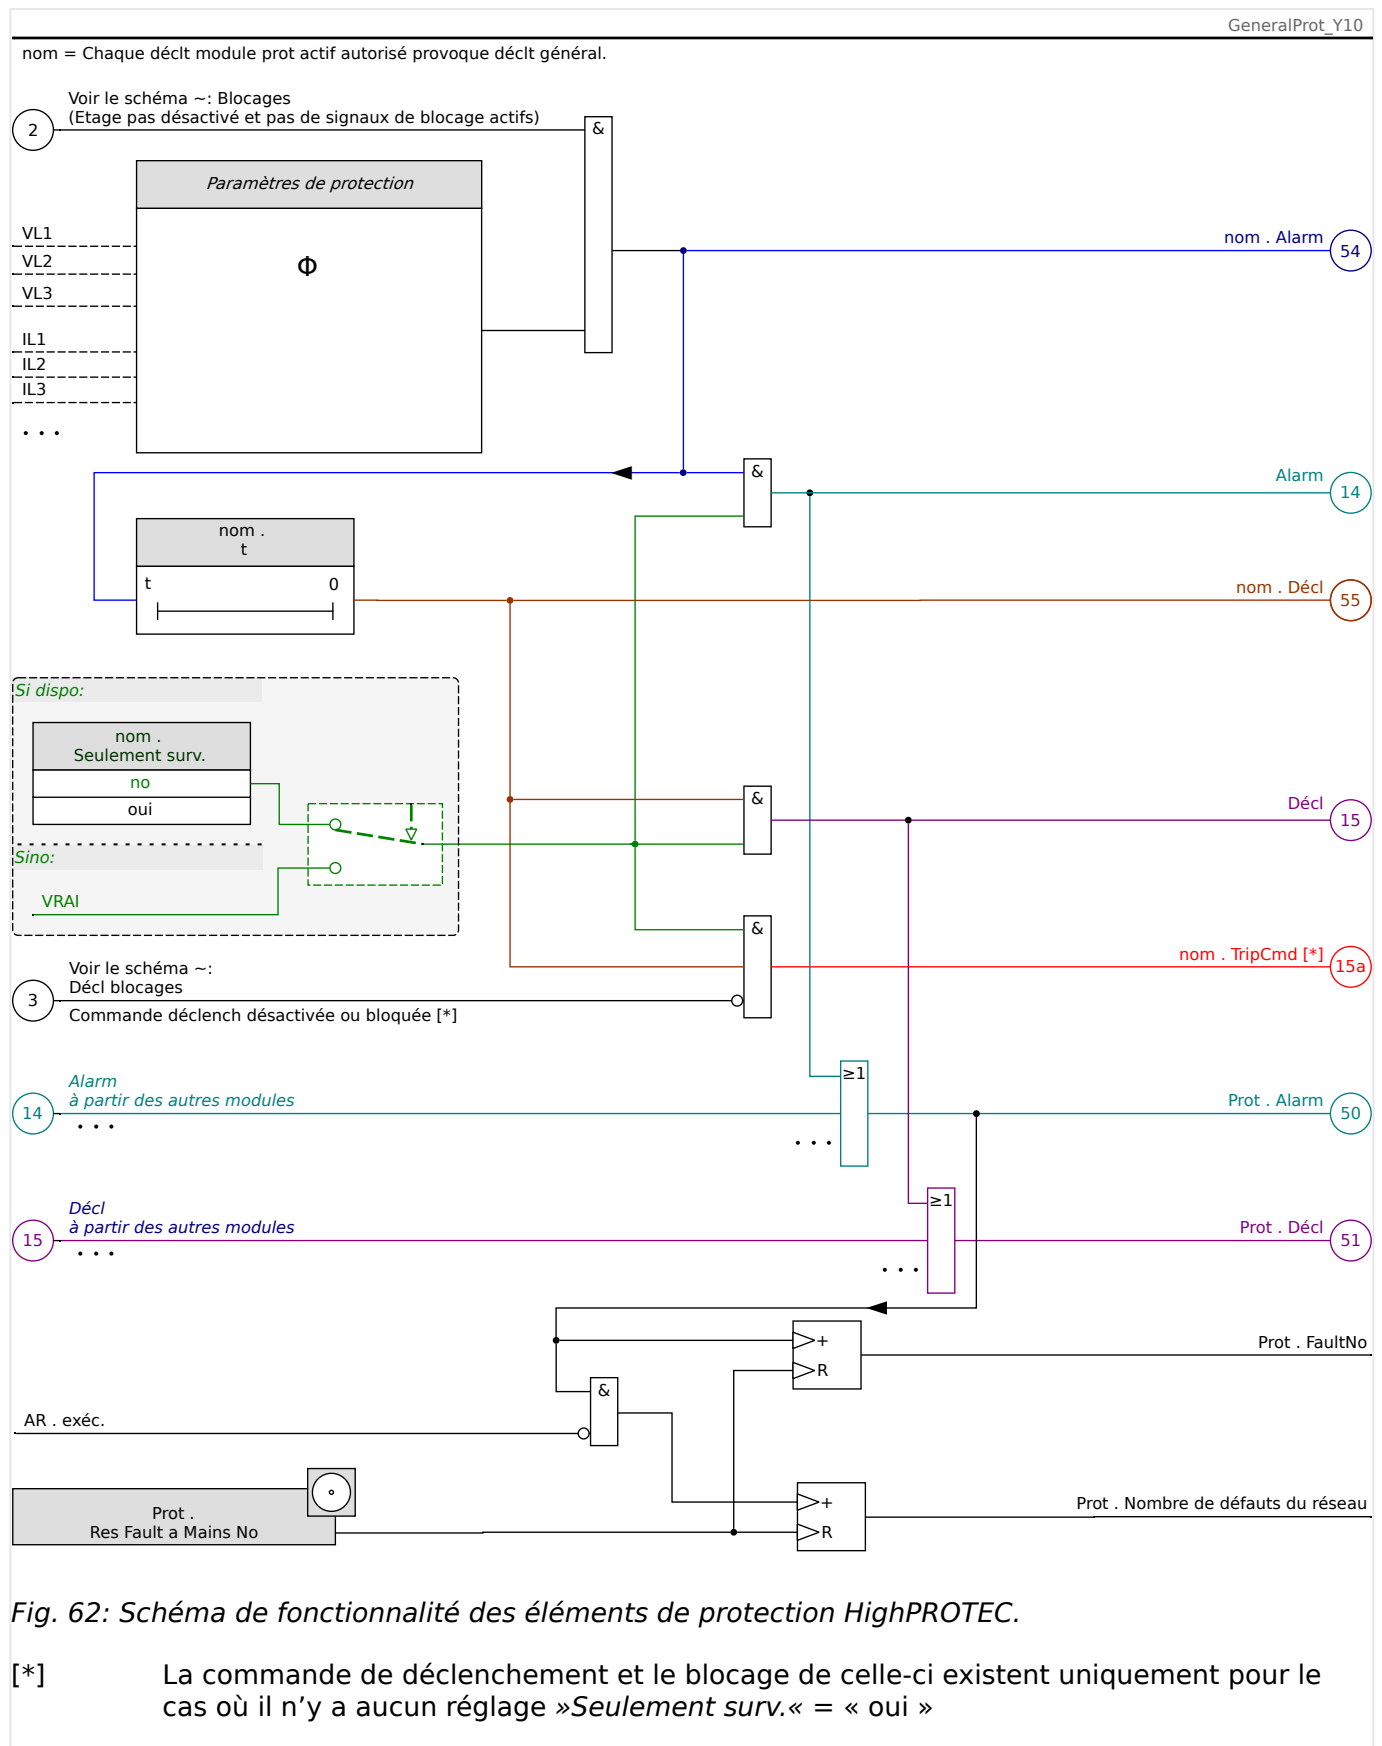 GeneralProt_Y10
nom = Chaque déclt module prot actif autorisé provoque déclt général.
Voir le schéma ~: Blocages
(Etage pas désactivé et pas de signaux de blocage actifs)
2
&
Paramètres de protection
VL1
Φ
nom . Alarm
54
VL2
VL3
IL1
IL2
IL3
• • •
&
Alarm
14
nom .
t
t
0
nom . Décl
55
Si dispo:
nom .
Seulement surv.
no
oui
&
Décl
15
Sino:
VRAI
&
nom . TripCmd [*]
15a
Voir le schéma ~:
Décl blocages
3
Commande déclench désactivée ou bloquée [*]
≥1
Alarm
à partir des autres modules
14
• • •
• • •
Prot . Alarm
50
≥1
Décl
à partir des autres modules
15
• • •
• • •
Prot . Décl
51
+
R
Prot . FaultNo
&
AR . exéc.
+
R
Prot . Nombre de défauts du réseau
Prot .
Res Fault a Mains No
Fig. 62: Schéma de fonctionnalité des éléments de protection HighPROTEC.
[*] La commande de déclenchement et le blocage de celle-ci existent uniquement pour le
cas où il n’y a aucun réglage »Seulement surv.« = « oui »